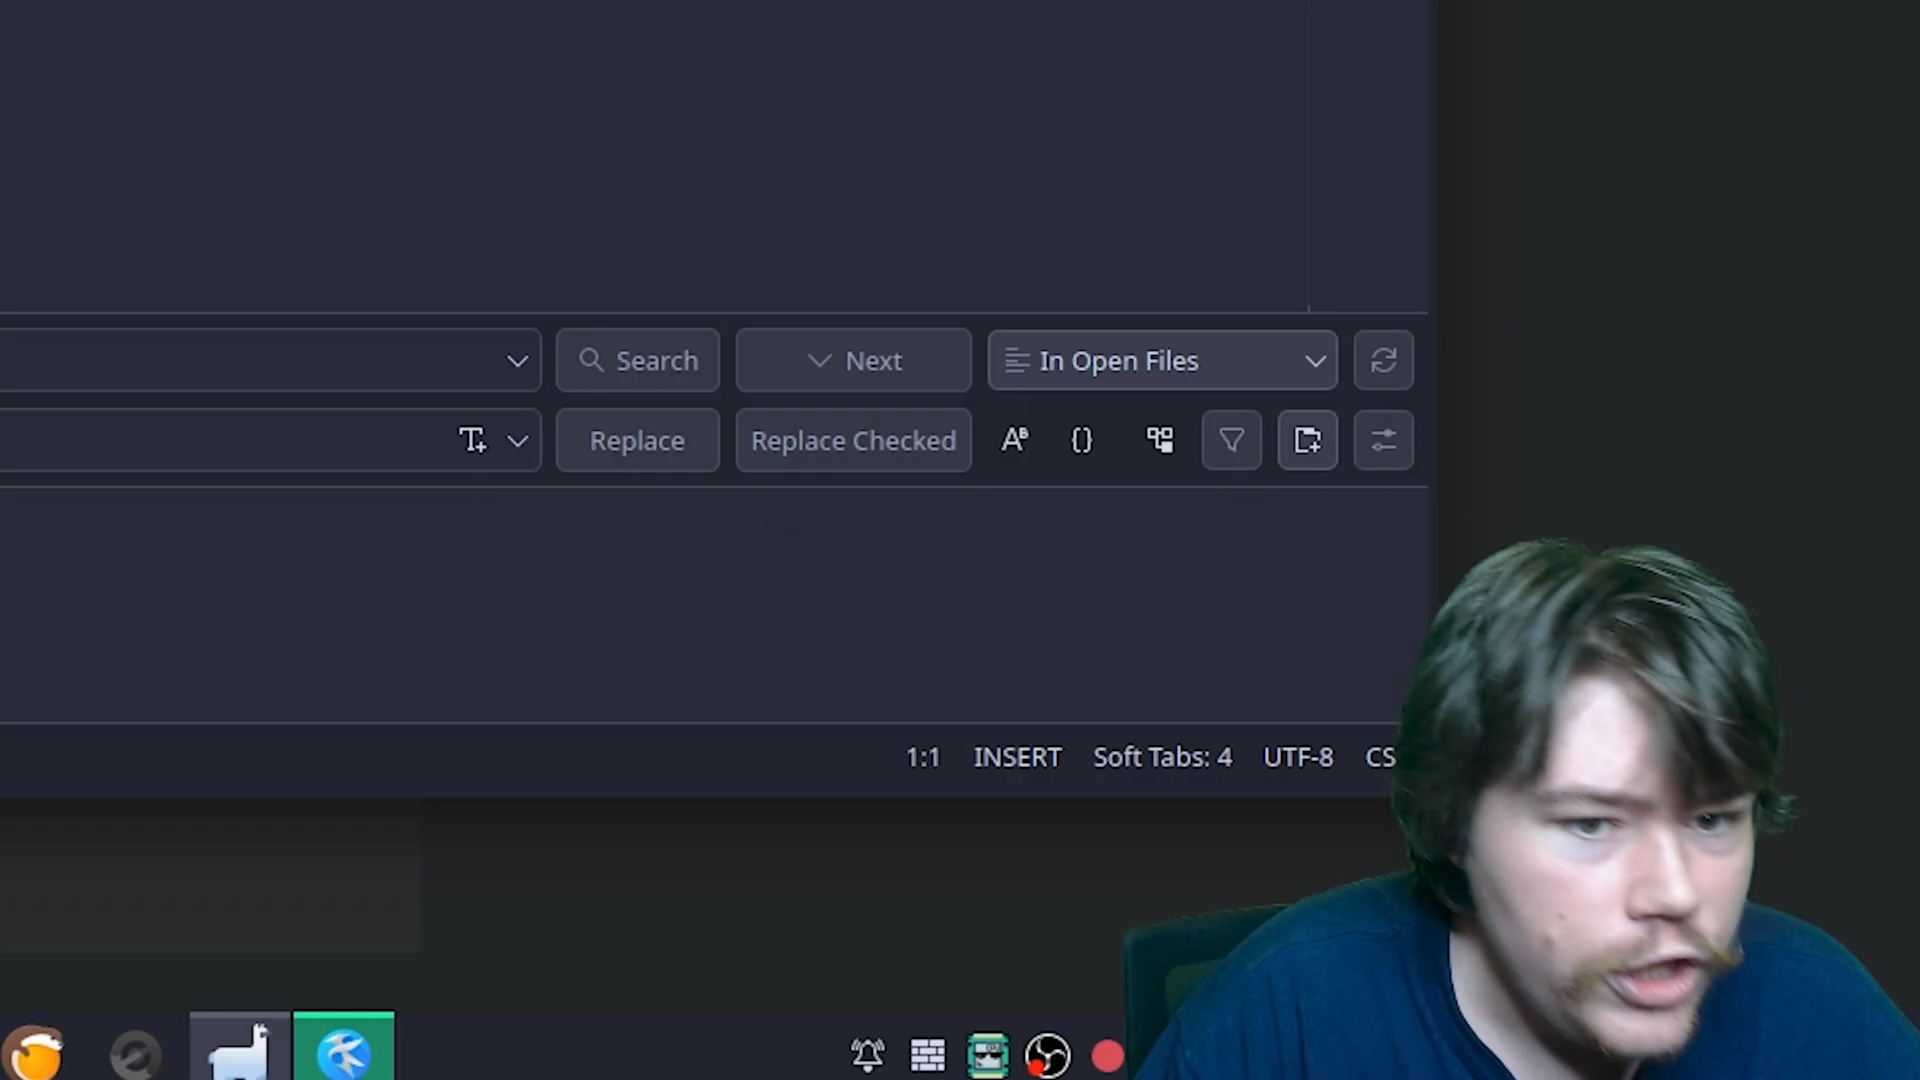 Search Next In Open Files
Replace Replace Checked
1:1 INSERT Soft Tabs: 4 UTF-8 CS